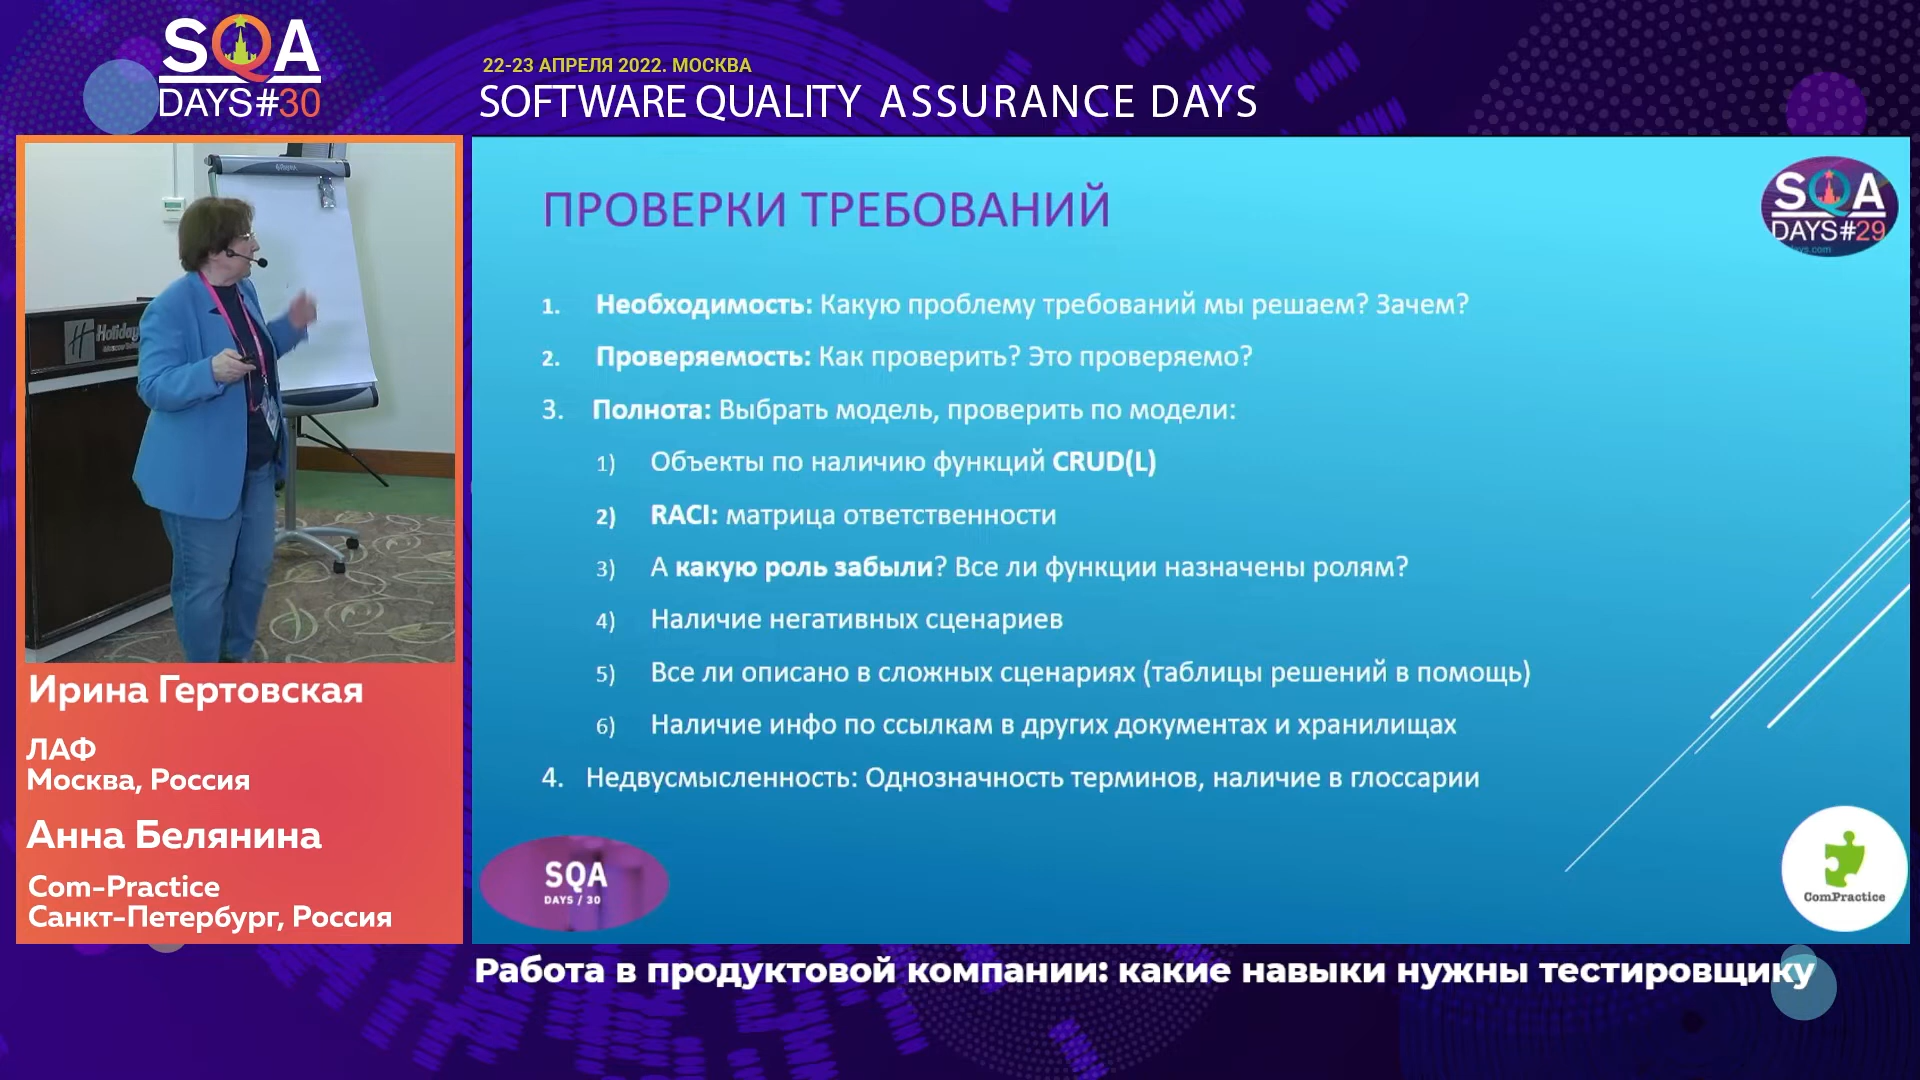 SQA
DAYS#30
22-23 АПРЕЛЯ 2022. МОСКВА
SOFTWARE QUALITY ASSURANCE DAYS
Holiday
ПРОВЕРКИ ТРЕБОВАНИЙ
SQA
DAYS#29
1. Необходимость: Какую проблему требований мы решаем? Зачем?
2. Проверяемость: Как проверить? Это проверяемо?
3. Полнота: Выбрать модель, проверить по модели:
1) Объекты по наличию функций CRUD(L)
2) RACI: матрица ответственности
3) А какую роль забыли? Все ли функции назначены ролям?
4) Наличие негативных сценариев
5) Все ли описано в сложных сценариях (таблицы решений в помощь)
6) Наличие инфо по ссылкам в других документах и хранилищах
4. Недвусмысленность: Однозначность терминов, наличие в глоссарии
SQA
DAYS / 30
ComPractice
Ирина Гертовская
ЛАФ
Москва, Россия
Анна Белянина
Com-Practice
Санкт-Петербург, Россия
Работа в продуктовой компании: какие навыки нужны тестировщику